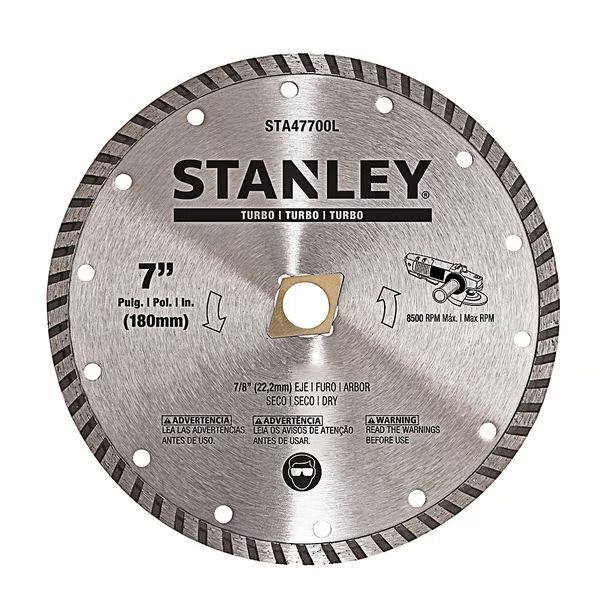 STA47700L
STANLEY®
TURBO | TURBO | TURBO
7”
Pulg. | Pol. | In.
(180mm)
8500 RPM Máx. | Max RPM
7/8” (22,2mm) EJE | FURO | ARBOR
SECO | SECO | DRY
ADVERTENCIA
LEA LAS ADVERTENCIAS
ANTES DE USO.
ADVERTÊNCIA
LEIA OS AVISOS DE ATENÇÃO
ANTES DE USAR.
WARNING
READ THE WARNINGS
BEFORE USE